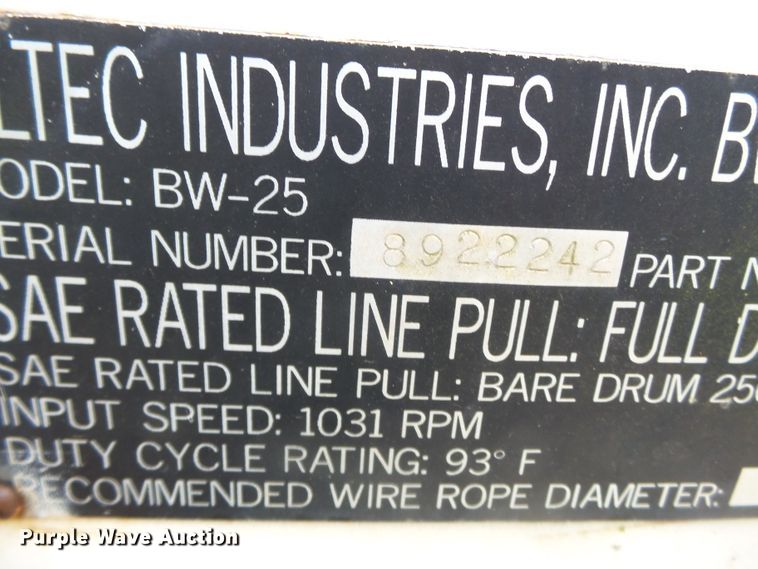 LTEC INDUSTRIES, INC. B
ODEL: BW-25
ERIAL NUMBER: 8922242 PART N
SAE RATED LINE PULL: FULL D
SAE RATED LINE PULL: BARE DRUM 250
INPUT SPEED: 1031 RPM
DUTY CYCLE RATING: 93° F
RECOMMENDED WIRE ROPE DIAMETER:
Purple Wave Auction